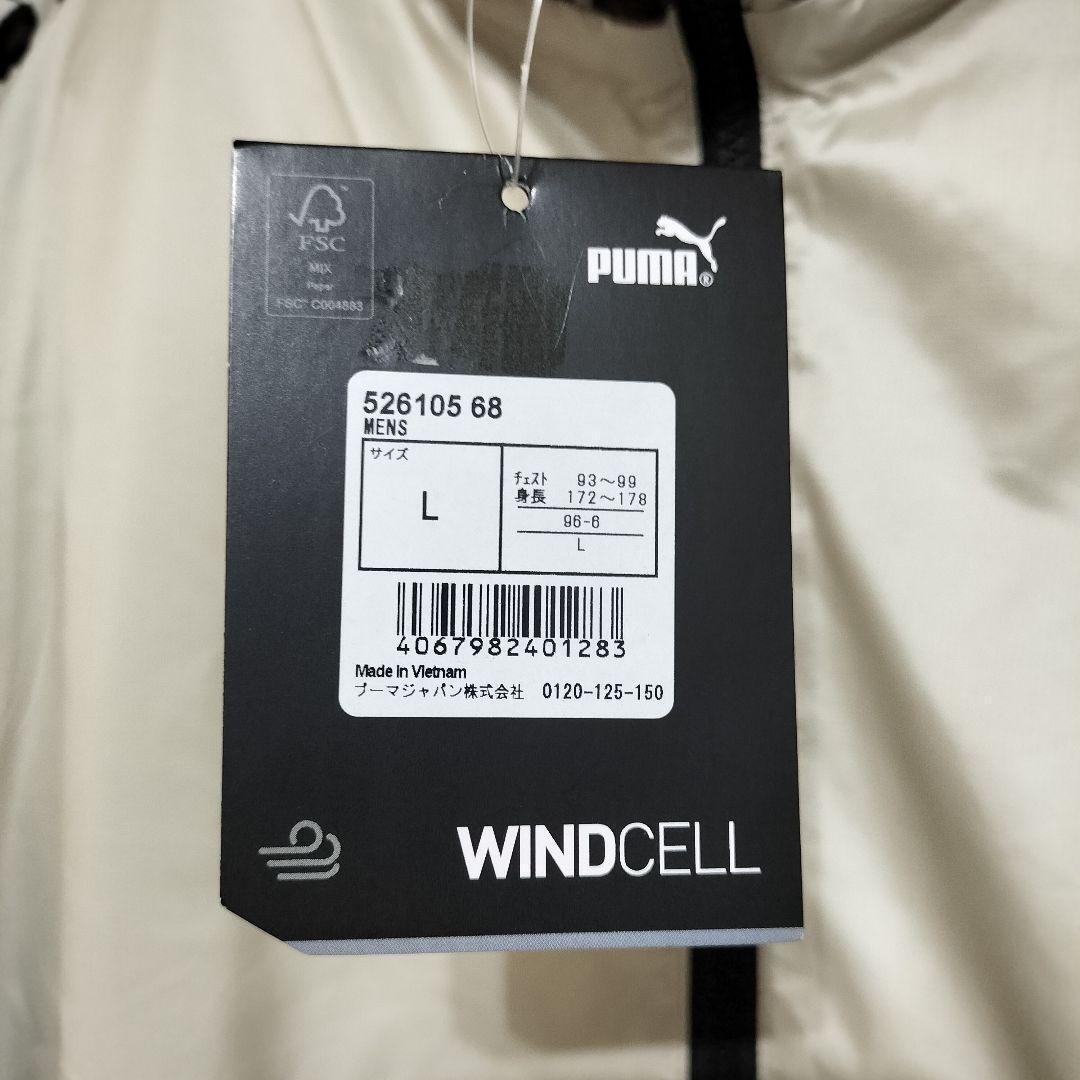 FSC
MIX
Paper
FSC™ C004883
PUMA®
526105 68
MENS
サイズ
L
チェスト 93～99
身長 172～178
96-6
L
4067982401283
Made in Vietnam
プーマジャパン株式会社 0120-125-150
WINDCELL